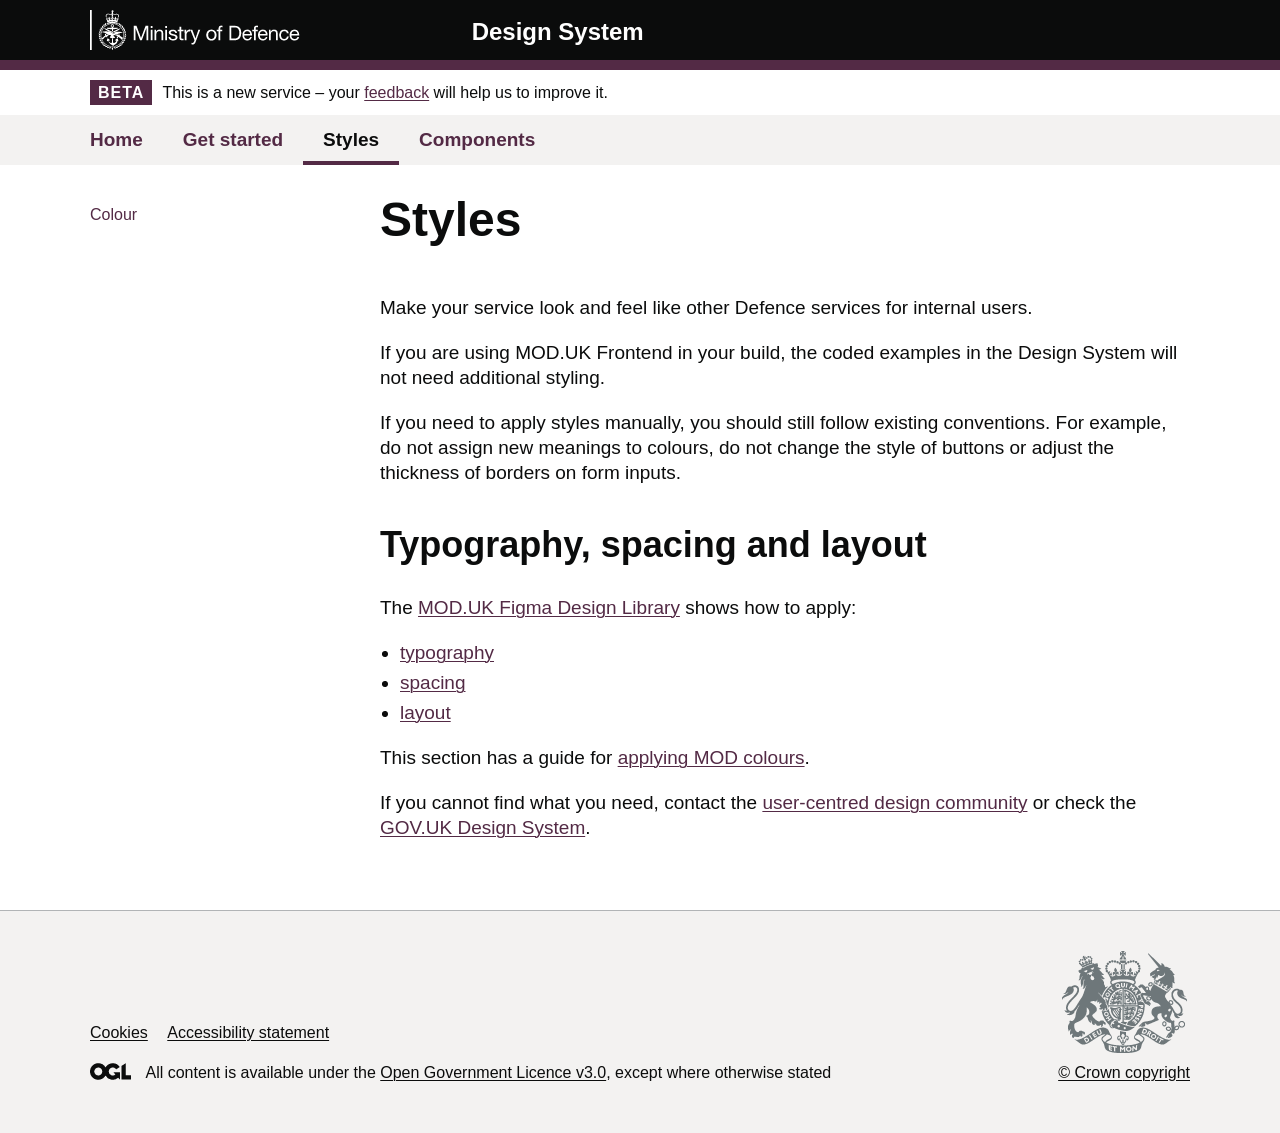 Ministry of Defence
Design System
BETA This is a new service – your feedback will help us to improve it.
Home Get started Styles Components
Colour
Styles
Make your service look and feel like other Defence services for internal users.
If you are using MOD.UK Frontend in your build, the coded examples in the Design System will
not need additional styling.
If you need to apply styles manually, you should still follow existing conventions. For example,
do not assign new meanings to colours, do not change the style of buttons or adjust the
thickness of borders on form inputs.
Typography, spacing and layout
The MOD.UK Figma Design Library shows how to apply:
• typography
• spacing
• layout
This section has a guide for applying MOD colours.
If you cannot find what you need, contact the user-centred design community or check the
GOV.UK Design System.
Cookies Accessibility statement
OGL All content is available under the Open Government Licence v3.0, except where otherwise stated
DIEU ET MON DROIT
© Crown copyright